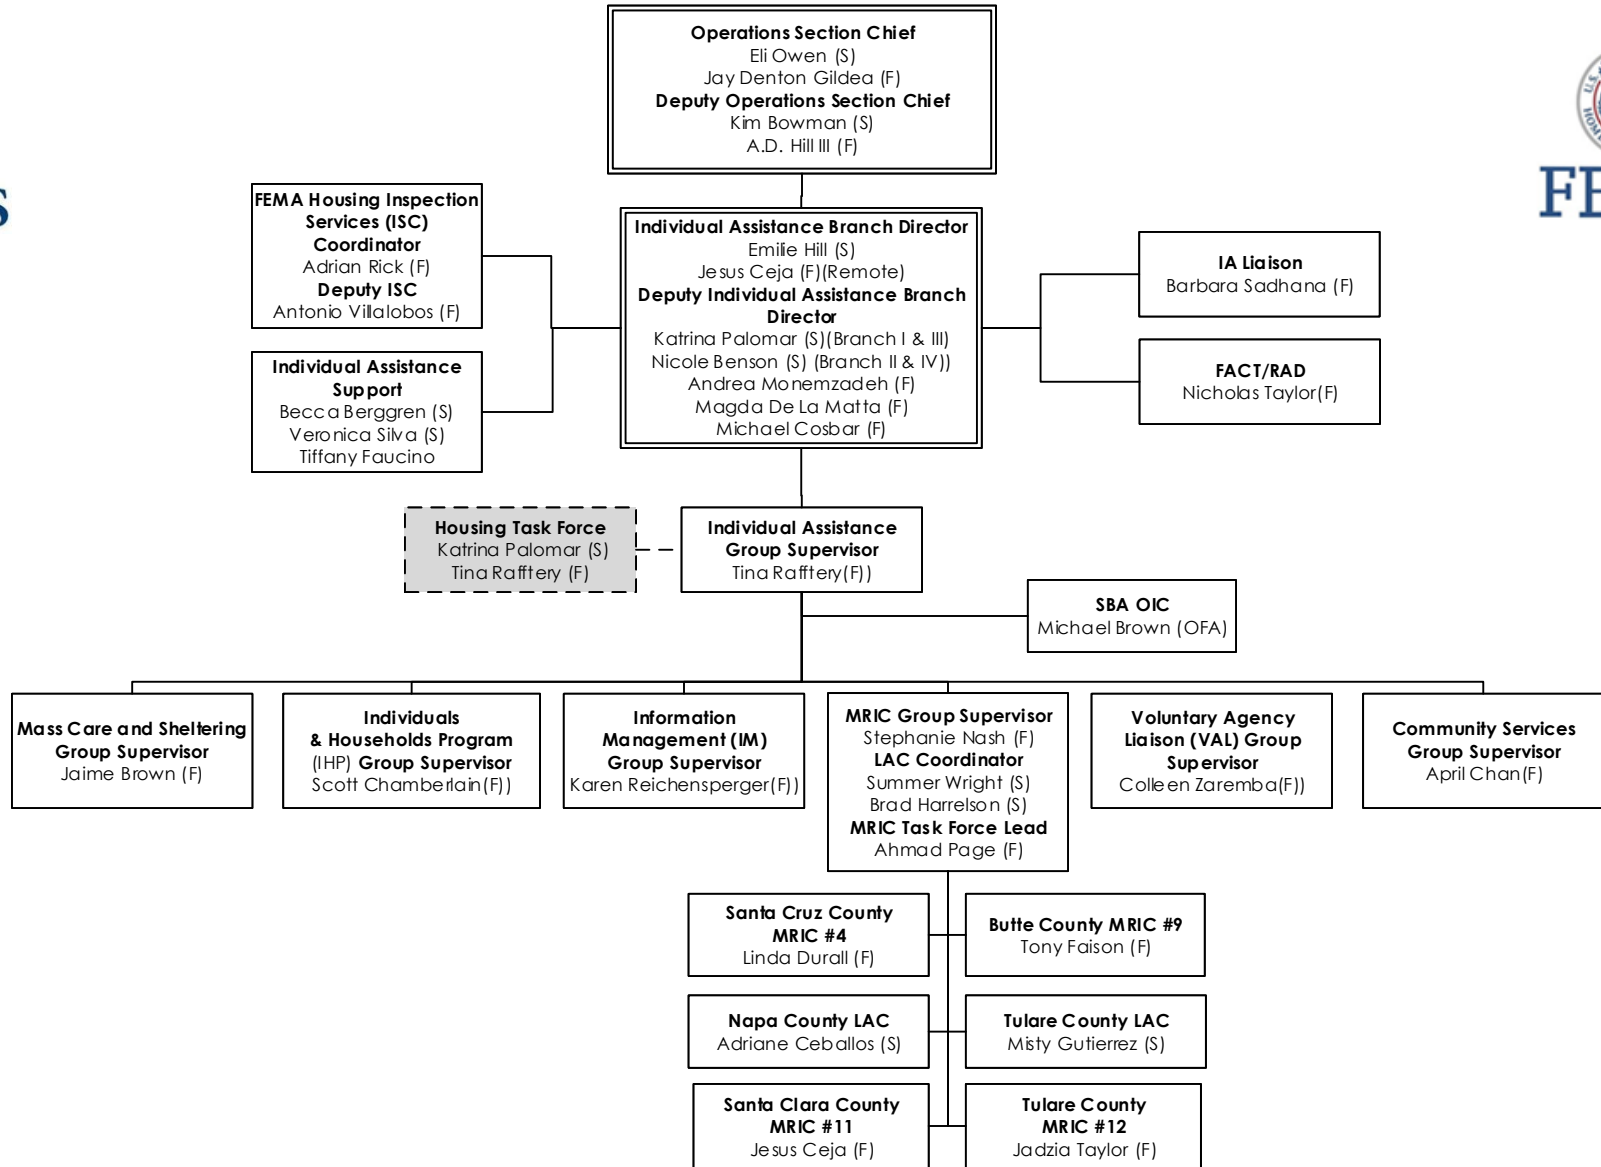 Operations Section Chief
Eli Owen (S)
Jay Denton Gildea (F)
Deputy Operations Section Chief
Kim Bowman (S)
A.D. Hill III (F)
FEMA Housing Inspection
Services (ISC)
Coordinator
Adrian Rick (F)
Deputy ISC
Antonio Villalobos (F)
Individual Assistance
Support
Becca Berggren (S)
Veronica Silva (S)
Tiffany Faucino
Individual Assistance Branch Director
Emilie Hill (S)
Jesus Ceja (F)(Remote)
Deputy Individual Assistance Branch
Director
Katrina Palomar (S)(Branch I & III)
Nicole Benson (S) (Branch II & IV))
Andrea Monemzadeh (F)
Magda De La Matta (F)
Michael Cosbar (F)
IA Liaison
Barbara Sadhana (F)
FACT/RAD
Nicholas Taylor(F)
Housing Task Force
Katrina Palomar (S)
Tina Rafftery (F)
Individual Assistance
Group Supervisor
Tina Rafftery(F))
SBA OIC
Michael Brown (OFA)
Mass Care and Sheltering
Group Supervisor
Jaime Brown (F)
Individuals
& Households Program
(IHP) Group Supervisor
Scott Chamberlain(F))
Information
Management (IM)
Group Supervisor
Karen Reichensperger(F))
MRIC Group Supervisor
Stephanie Nash (F)
LAC Coordinator
Summer Wright (S)
Brad Harrelson (S)
MRIC Task Force Lead
Ahmad Page (F)
Voluntary Agency
Liaison (VAL) Group
Supervisor
Colleen Zaremba(F))
Community Services
Group Supervisor
April Chan(F)
Santa Cruz County
MRIC #4
Linda Durall (F)
Butte County MRIC #9
Tony Faison (F)
Napa County LAC
Adriane Ceballos (S)
Tulare County LAC
Misty Gutierrez (S)
Santa Clara County
MRIC #11
Jesus Ceja (F)
Tulare County
MRIC #12
Jadzia Taylor (F)